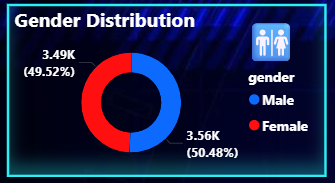 Gender Distribution
3.49K
(49.52%)
gender
Male
Female
3.56K
(50.48%)